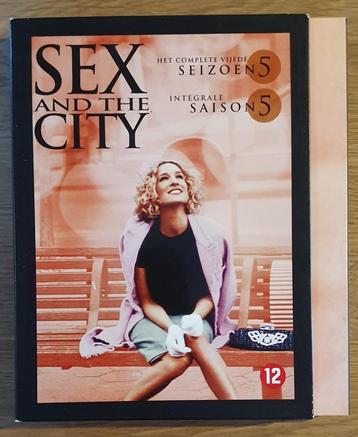 SEX
AND THE
CITY
HET COMPLETE VIJFDE
SEIZOEN 5
INTÉGRALE
SAISON 5
12